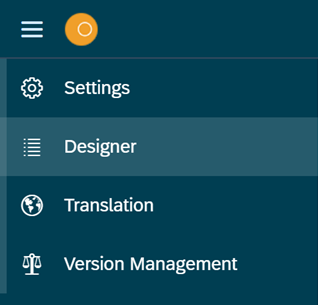 Settings
Designer
Translation
Version Management